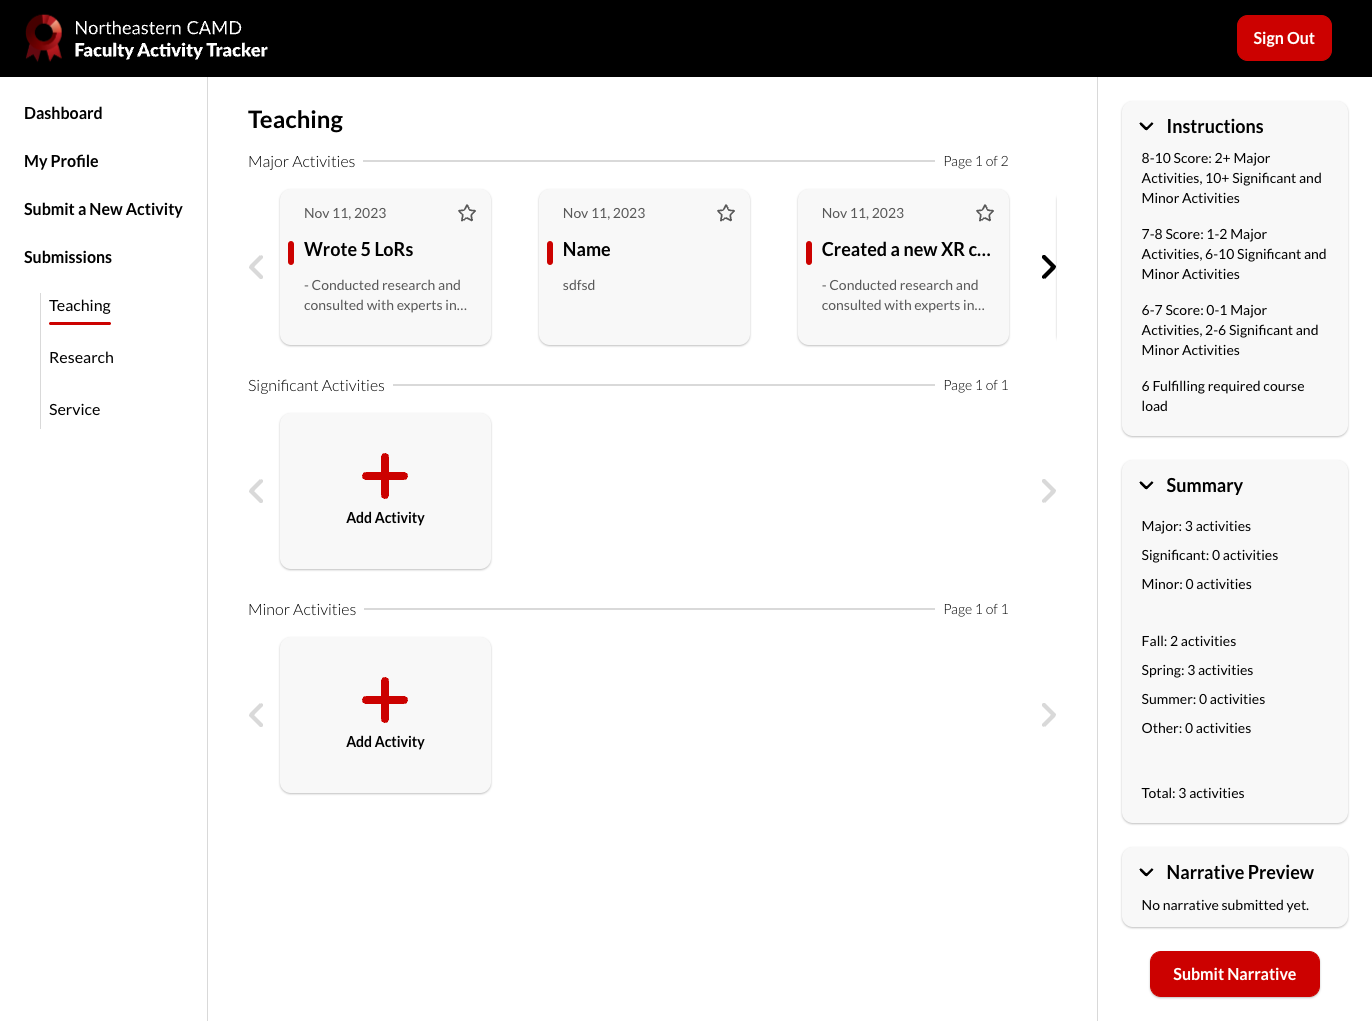 Northeastern CAMD
Faculty Activity Tracker
Sign Out
Dashboard
My Profile
Submit a New Activity
Submissions
Teaching
Research
Service
Teaching
Major Activities
Page 1 of 2
Nov 11, 2023
Wrote 5 LoRs
- Conducted research and
consulted with experts in...
Nov 11, 2023
Name
sdfsd
Nov 11, 2023
Created a new XR c...
- Conducted research and
consulted with experts in...
Significant Activities
Page 1 of 1
Add Activity
Minor Activities
Page 1 of 1
Add Activity
Instructions
8-10 Score: 2+ Major
Activities, 10+ Significant and
Minor Activities
7-8 Score: 1-2 Major
Activities, 6-10 Significant and
Minor Activities
6-7 Score: 0-1 Major
Activities, 2-6 Significant and
Minor Activities
6 Fulfilling required course
load
Summary
Major: 3 activities
Significant: 0 activities
Minor: 0 activities
Fall: 2 activities
Spring: 3 activities
Summer: 0 activities
Other: 0 activities
Total: 3 activities
Narrative Preview
No narrative submitted yet.
Submit Narrative